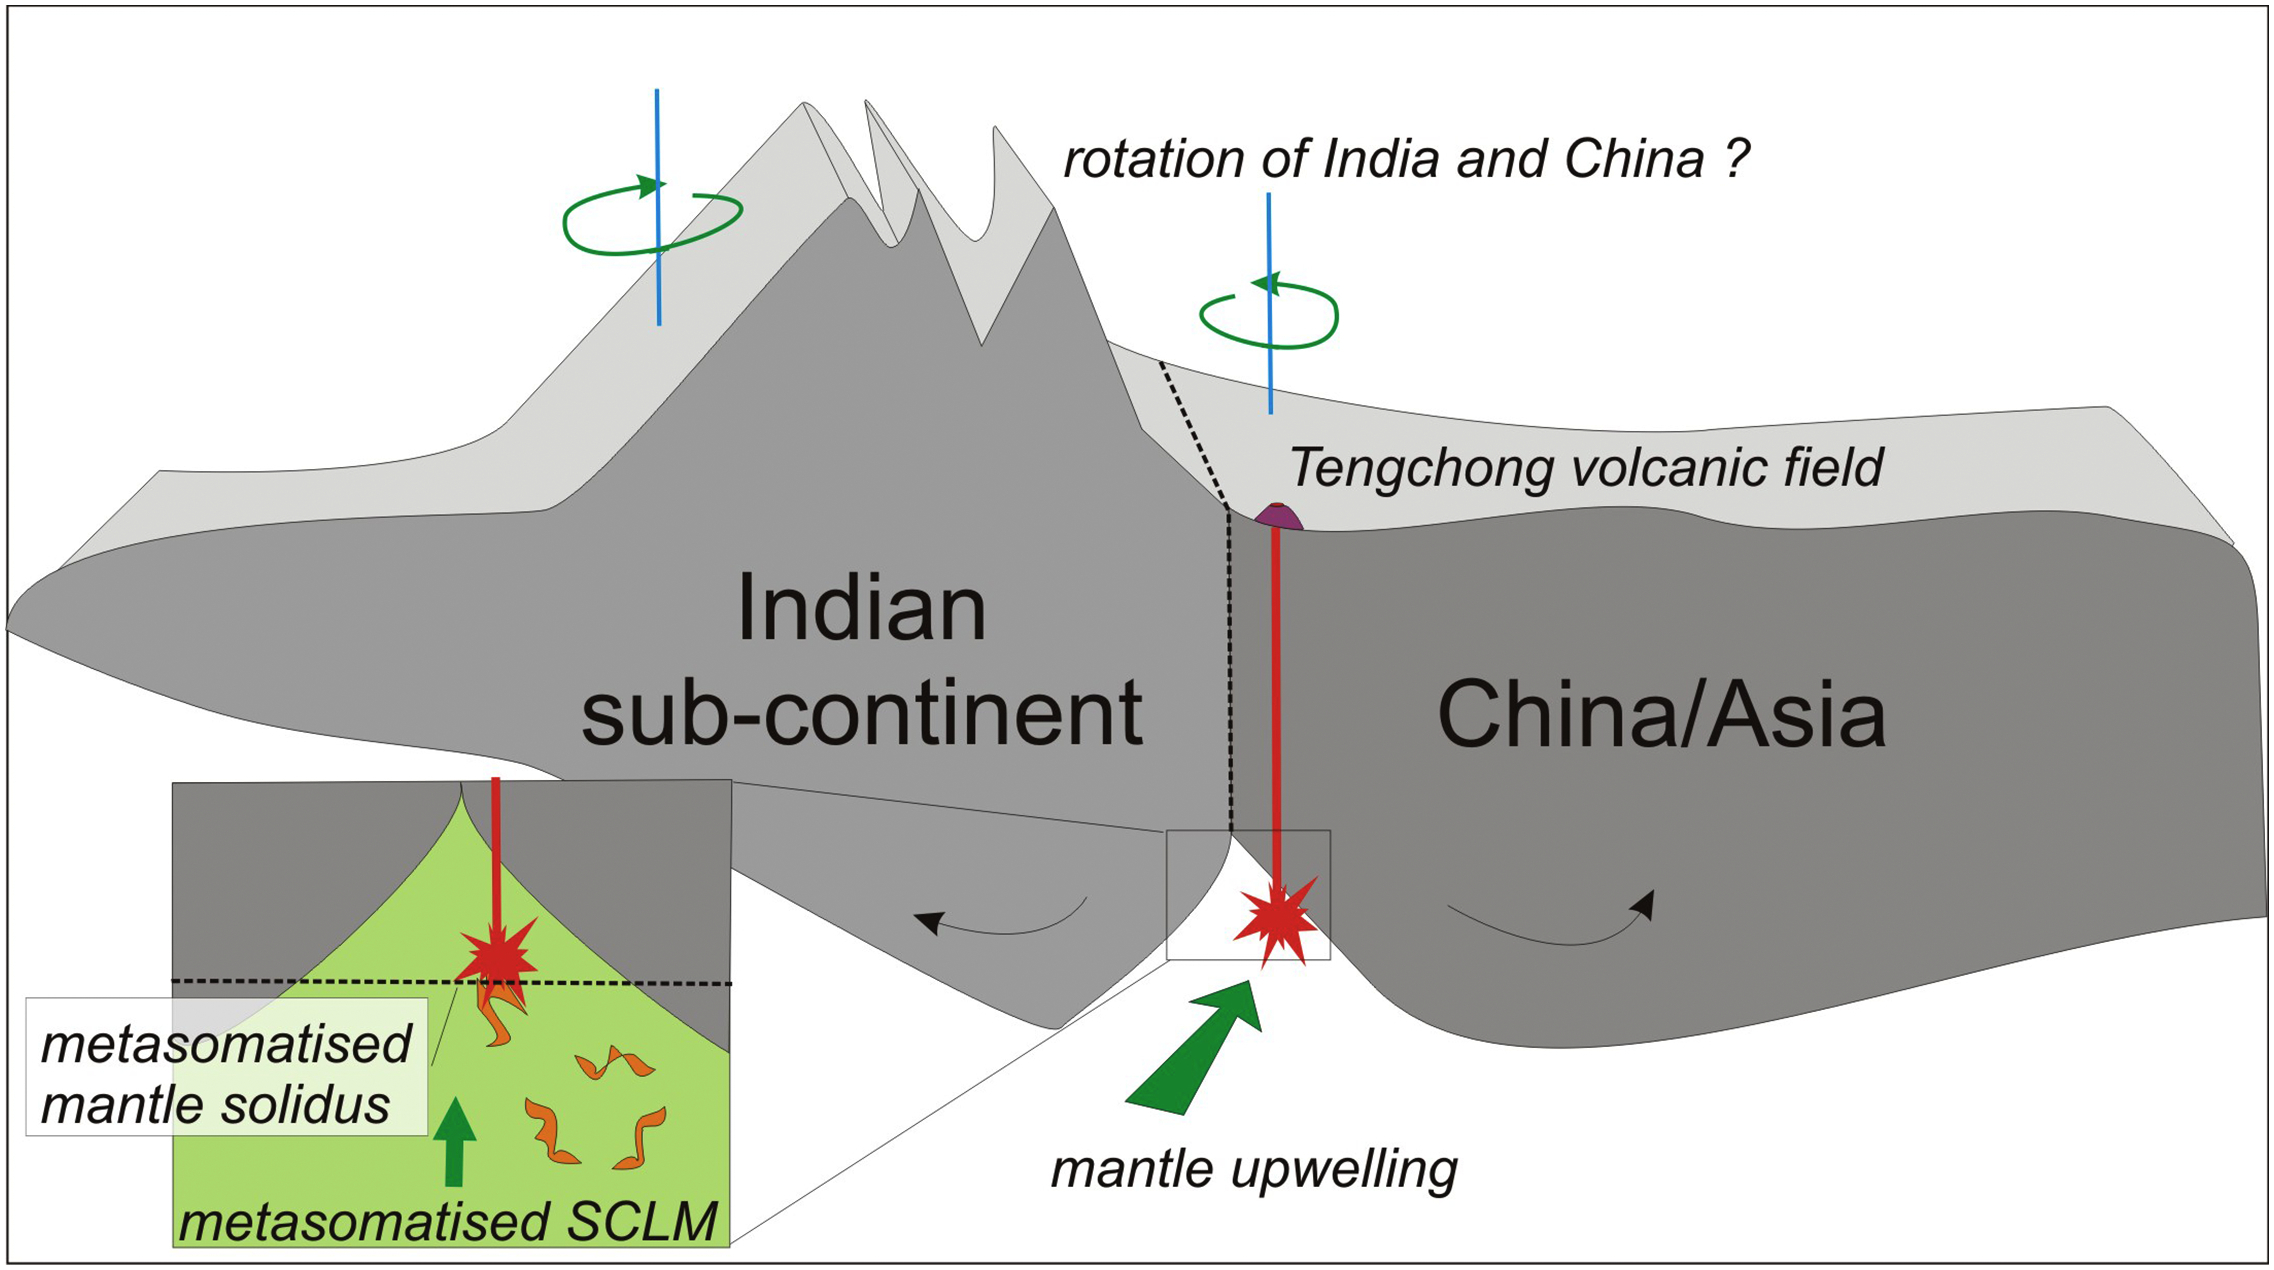 rotation of India and China ?
Tengchong volcanic field
Indian
sub-continent
China/Asia
metasomatised
mantle solidus
metasomatised SCLM
mantle upwelling